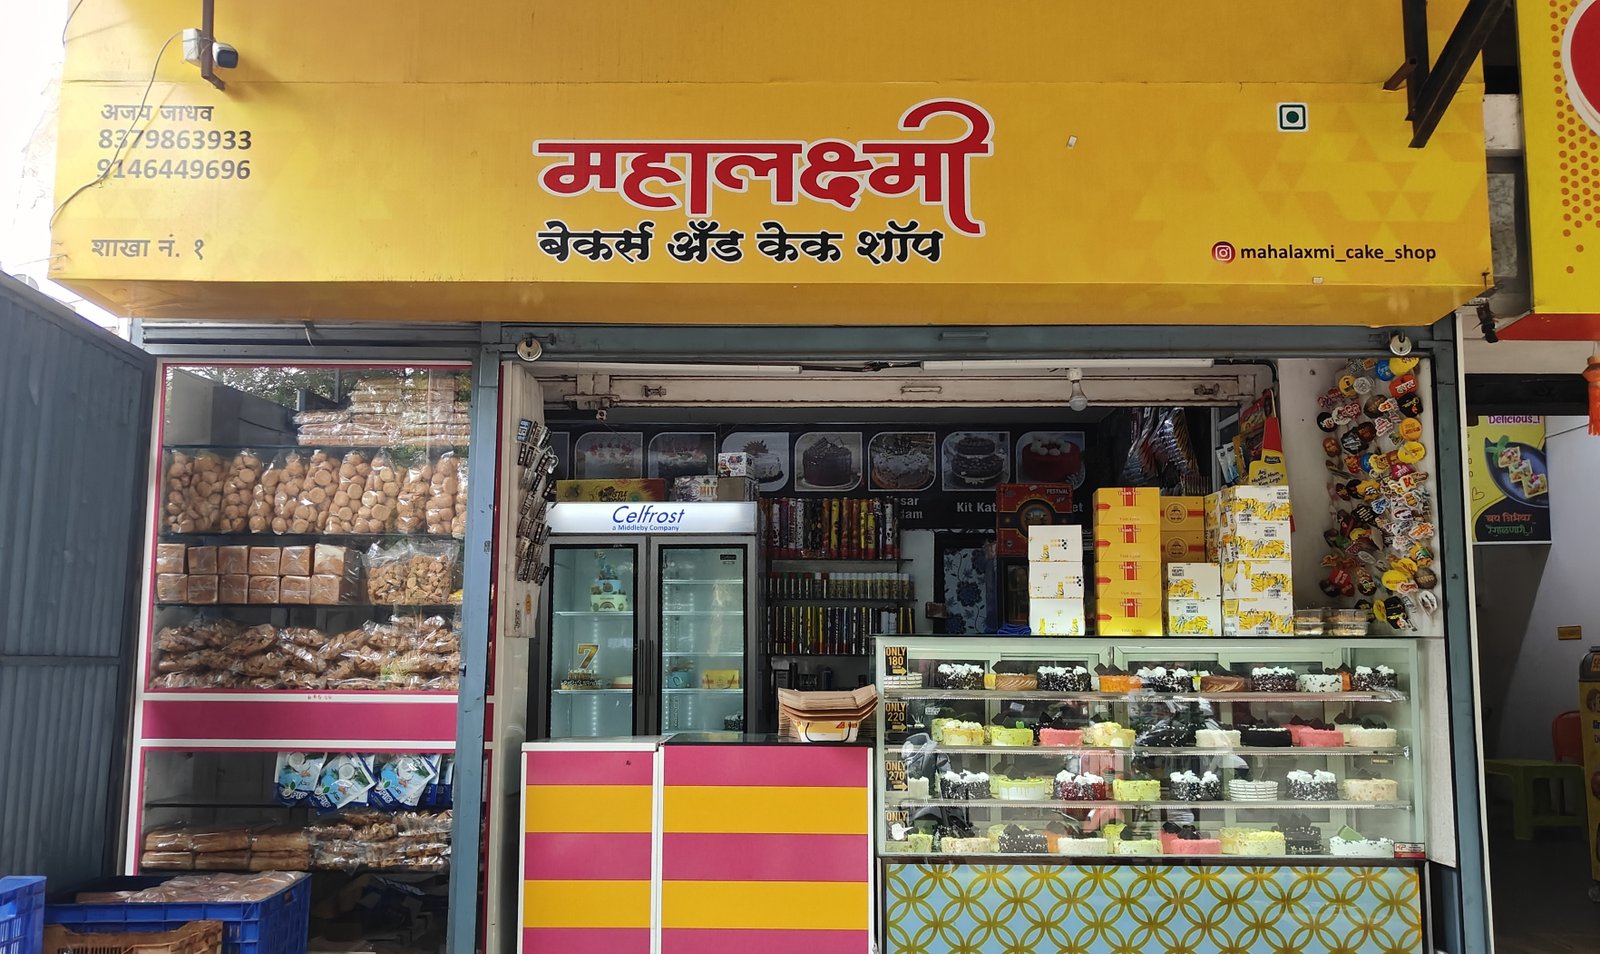 अजय जाधव
8379863933
9146449696
शाखा नं. १
महालक्ष्मी
बेकर्स अँड केक शॉप
mahalaxmi_cake_shop
Celfrost
a Middleby Company
Kit Kat
Delicious..!
ONLY
180
ONLY
220
ONLY
270
ONLY
7